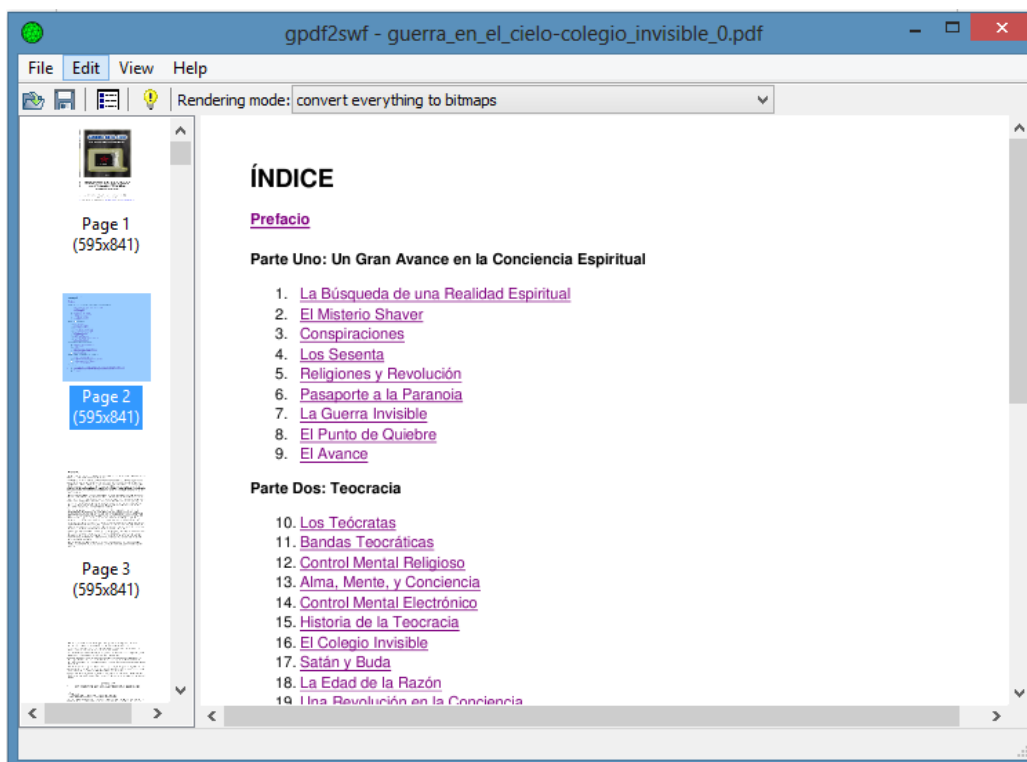 gpdf2swf - guerra_en_el_cielo-colegio_invisible_0.pdf
File Edit View Help
Rendering mode: convert everything to bitmaps
Page 1
(595x841)
Page 2
(595x841)
Page 3
(595x841)
ÍNDICE
Prefacio
Parte Uno: Un Gran Avance en la Conciencia Espiritual
1. La Búsqueda de una Realidad Espiritual
2. El Misterio Shaver
3. Conspiraciones
4. Los Sesenta
5. Religiones y Revolución
6. Pasaporte a la Paranoia
7. La Guerra Invisible
8. El Punto de Quiebre
9. El Avance
Parte Dos: Teocracia
10. Los Teócratas
11. Bandas Teocráticas
12. Control Mental Religioso
13. Alma, Mente, y Conciencia
14. Control Mental Electrónico
15. Historia de la Teocracia
16. El Colegio Invisible
17. Satán y Buda
18. La Edad de la Razón
19. Una Revolución en la Conciencia